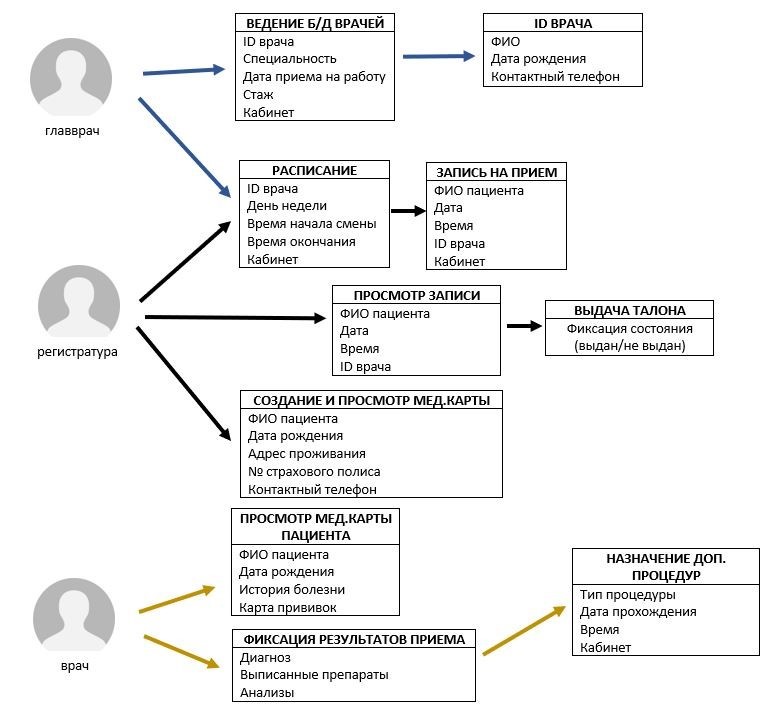 ВЕДЕНИЕ Б/Д ВРАЧЕЙ
ID врача
Специальность
Дата приема на работу
Стаж
Кабинет
ID ВРАЧА
ФИО
Дата рождения
Контактный телефон
главврач
РАСПИСАНИЕ
ID врача
День недели
Время начала смены
Время окончания
Кабинет
ЗАПИСЬ НА ПРИЕМ
ФИО пациента
Дата
Время
ID врача
Кабинет
регистратура
ПРОСМОТР ЗАПИСИ
ФИО пациента
Дата
Время
ID врача
ВЫДАЧА ТАЛОНА
Фиксация состояния
(выдан/не выдан)
СОЗДАНИЕ И ПРОСМОТР МЕД.КАРТЫ
ФИО пациента
Дата рождения
Адрес проживания
№ страхового полиса
Контактный телефон
ПРОСМОТР МЕД.КАРТЫ
ПАЦИЕНТА
ФИО пациента
Дата рождения
История болезни
Карта прививок
врач
ФИКСАЦИЯ РЕЗУЛЬТАТОВ ПРИЕМА
Диагноз
Выписанные препараты
Анализы
НАЗНАЧЕНИЕ ДОП.
ПРОЦЕДУР
Тип процедуры
Дата прохождения
Время
Кабинет